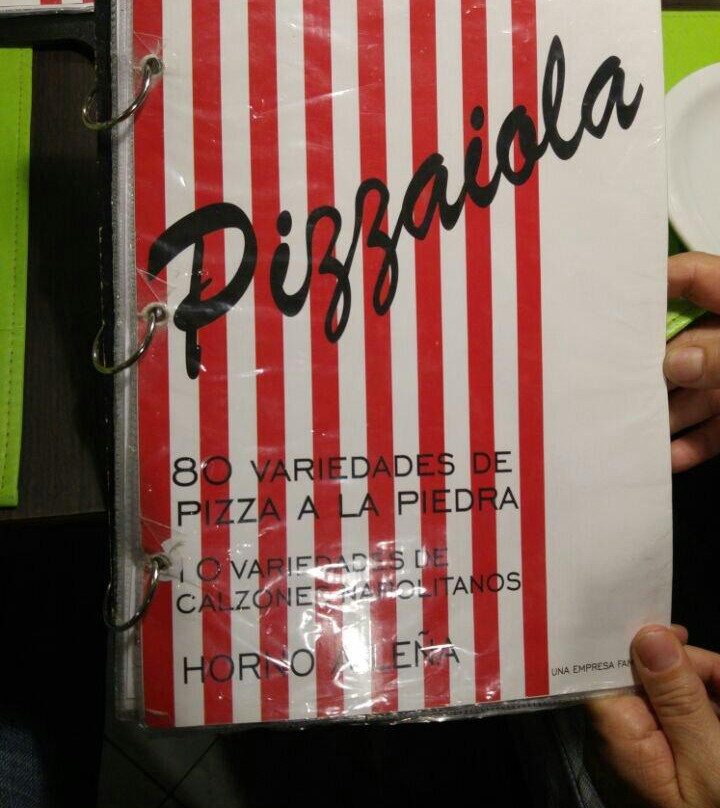 Pizzaiola
80 VARIEDADES DE
PIZZA A LA PIEDRA
10 VARIEDADES DE
CALZONES NAPOLITANOS
HORNO A LEÑA
UNA EMPRESA